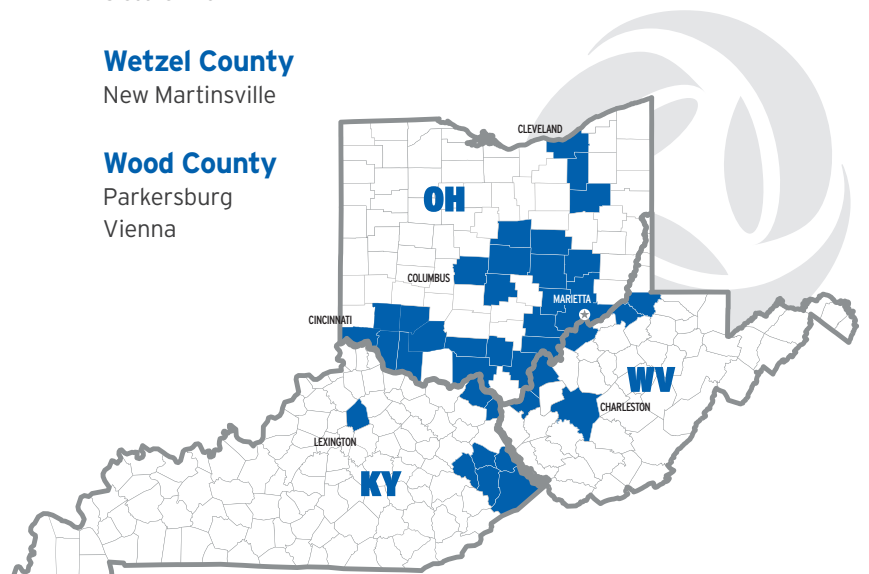 Wetzel County
New Martinsville
Wood County
Parkersburg
Vienna
CLEVELAND
OH
COLUMBUS
MARIETTA
CINCINNATI
WV
CHARLESTON
LEXINGTON
KY